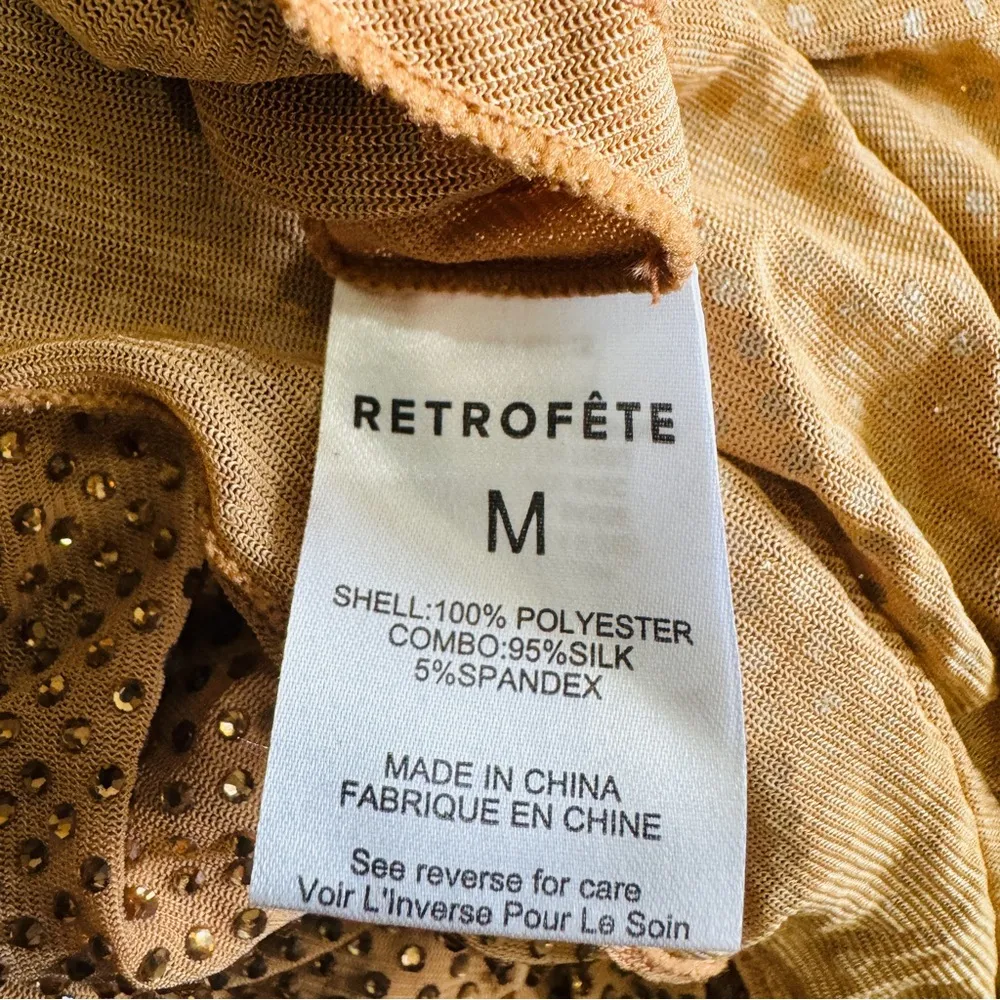 RETROFÊTE
M
SHELL:100% POLYESTER
COMBO:95%SILK
5%SPANDEX
MADE IN CHINA
FABRIQUE EN CHINE
See reverse for care
Voir L'Inverse Pour Le Soin